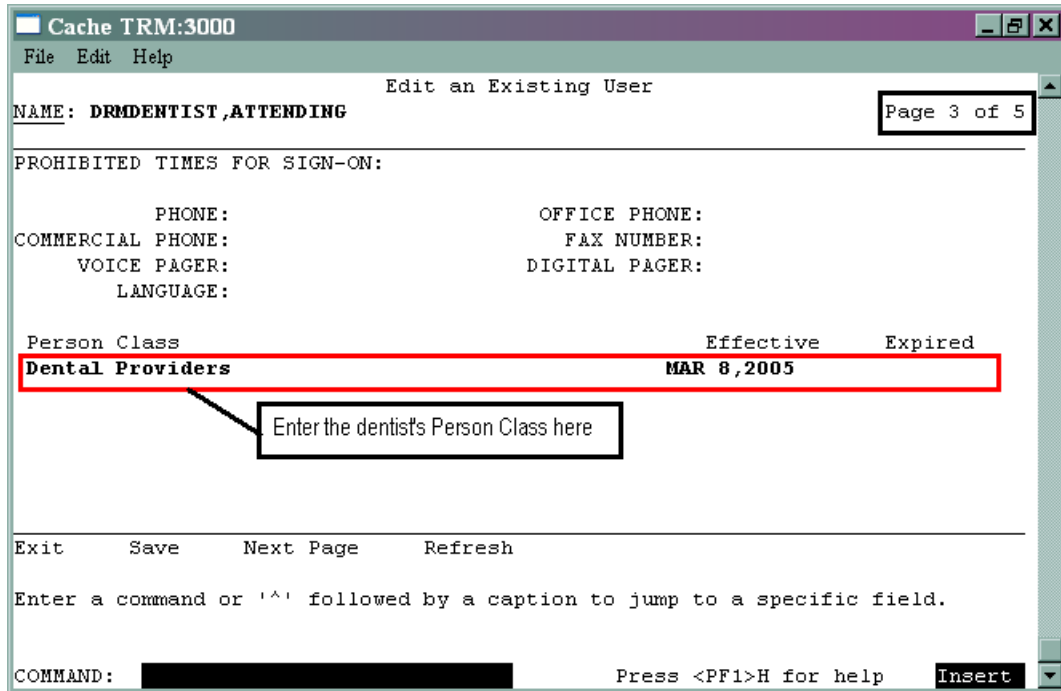 Cache TRM:3000
File Edit Help
Edit an Existing User
NAME: DRMDENTIST,ATTENDING Page 3 of 5
PROHIBITED TIMES FOR SIGN-ON:
PHONE: OFFICE PHONE:
COMMERCIAL PHONE: FAX NUMBER:
VOICE PAGER: DIGITAL PAGER:
LANGUAGE:
Person Class Effective Expired
Dental Providers MAR 8,2005
Enter the dentist's Person Class here
Exit Save Next Page Refresh
Enter a command or '^' followed by a caption to jump to a specific field.
COMMAND: Press <PF1>H for help Insert